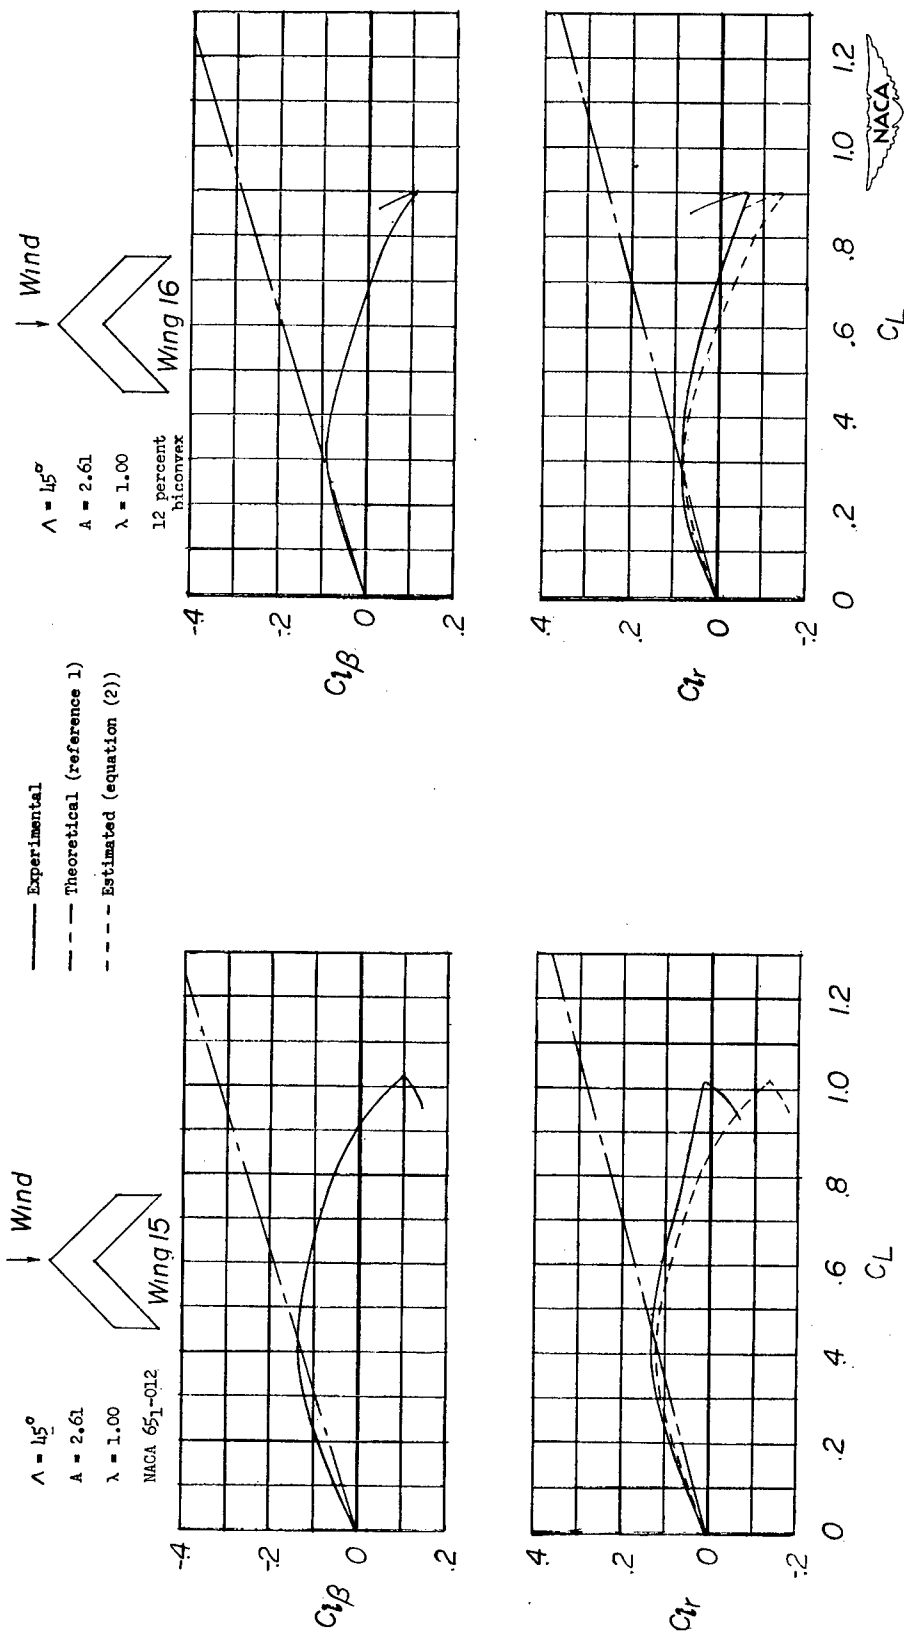 Experimental
Theoretical (reference 1)
Estimated (equation (2))
Λ = 45°
A = 2.61
λ = 1.00
NACA 65₁-012
Wind
Wing 15
-.4
-.2
0
.2
Clβ
.4
.2
0
-.2
Clr
0
.2
.4
.6
.8
1.0
1.2
CL
Λ = 45°
A = 2.61
λ = 1.00
12 percent
biconvex
Wind
Wing 16
-.4
-.2
0
.2
Clβ
.4
.2
0
-.2
Clr
0
.2
.4
.6
.8
1.0
1.2
CL
NACA